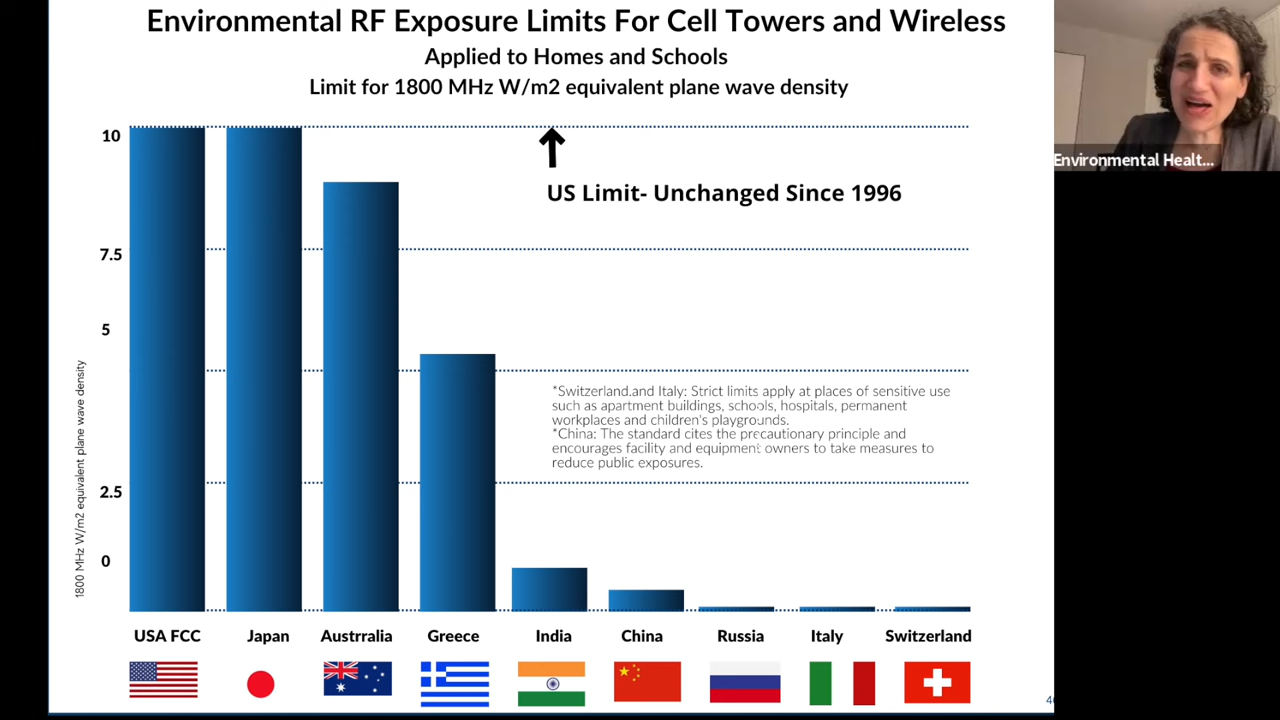 Environmental RF Exposure Limits For Cell Towers and Wireless
Applied to Homes and Schools
Limit for 1800 MHz W/m2 equivalent plane wave density
Environmental Healt...
10
US Limit- Unchanged Since 1996
7.5
5
1800 MHz W/m2 equivalent plane wave density
*Switzerland.and Italy: Strict limits apply at places of sensitive use
such as apartment buildings, schools, hospitals, permanent
workplaces and children's playgrounds.
*China: The standard cites the precautionary principle and
encourages facility and equipment owners to take measures to
reduce public exposures.
2.5
0
USA FCC Japan Austrralia Greece India China Russia Italy Switzerland